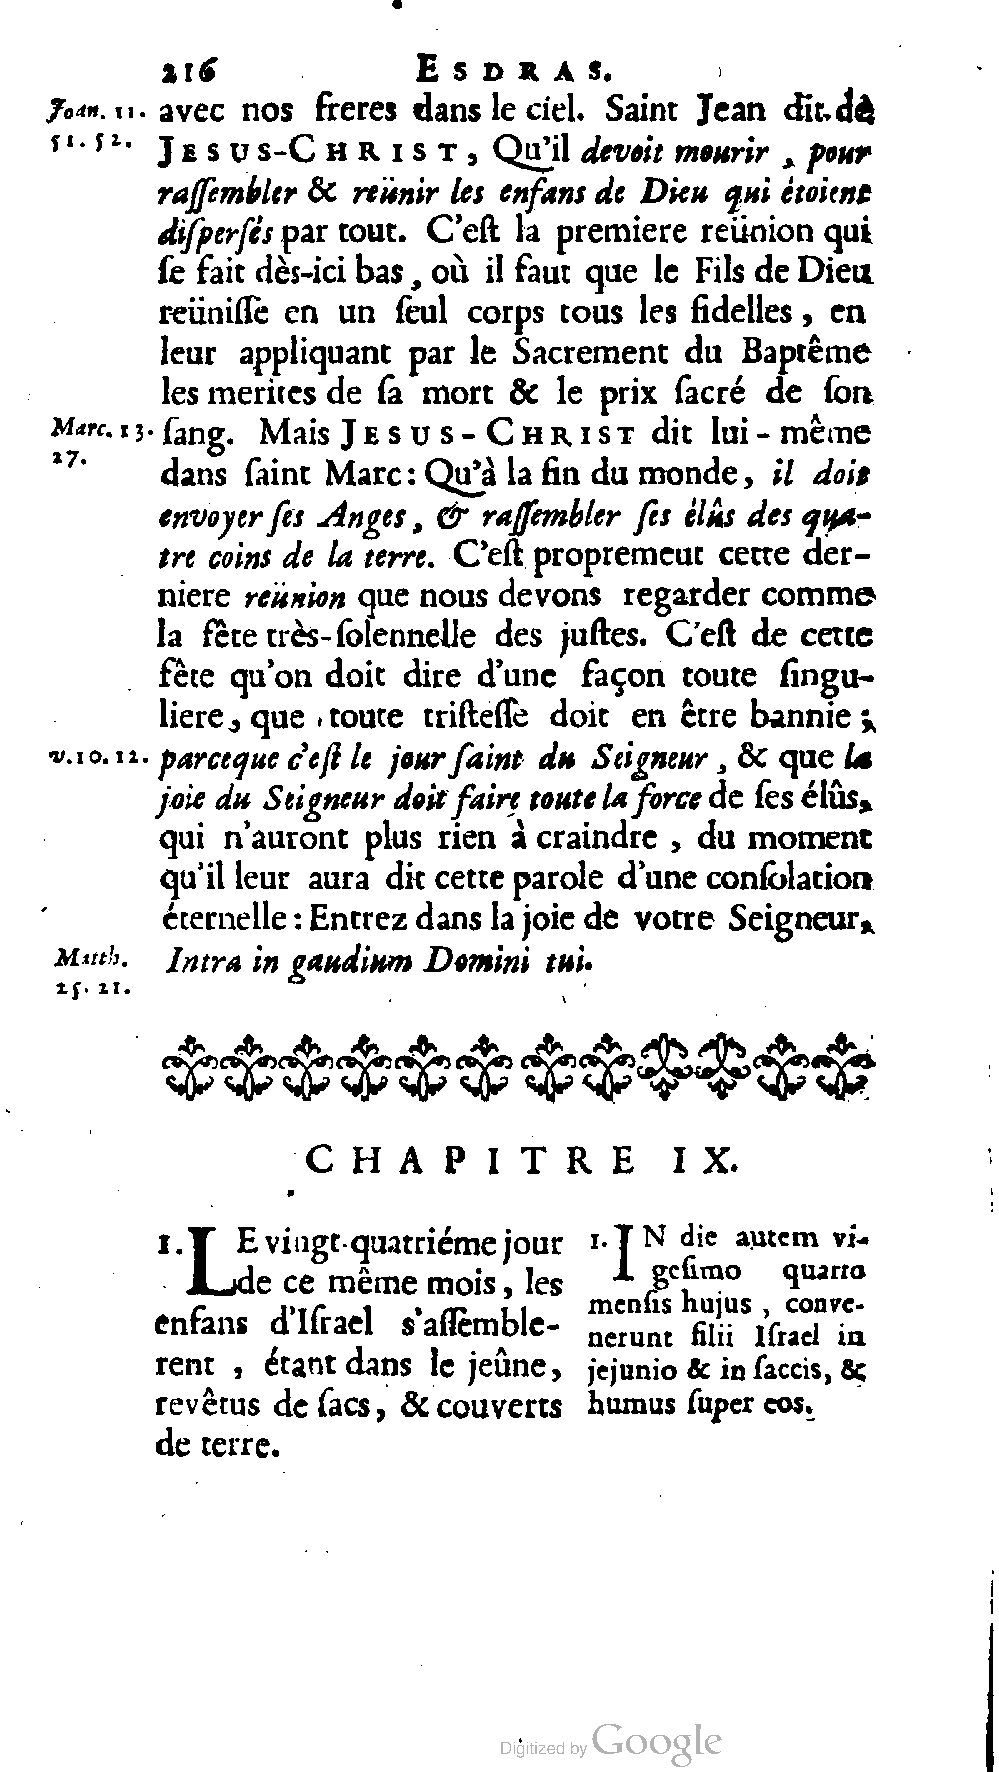 216 ESDRAS.
Joan. 11. avec nos freres dans le ciel. Saint Jean dit de
51. 52. JESUS-CHRIST, Qu'il devoit mourir, pour
raſſembler & reünir les enfans de Dieu qui étoient
diſperſés par tout. C'eſt la premiere reünion qui
ſe fait dès-ici bas, où il faut que le Fils de Dieu
reüniſſe en un ſeul corps tous les fidelles, en
leur appliquant par le Sacrement du Baptême
les merites de ſa mort & le prix ſacré de ſon
Marc. 13. ſang. Mais JESUS-CHRIST dit lui-même
27. dans ſaint Marc: Qu'à la fin du monde, il doit
envoyer ſes Anges, & raſſembler ſes élûs des qua-
tre coins de la terre. C'eſt propremeut cette der-
niere reünion que nous devons regarder comme
la fête très-ſolennelle des juſtes. C'eſt de cette
fête qu'on doit dire d'une façon toute ſingu-
liere, que toute triſteſſe doit en être bannie;
v.10.12. parceque c'eſt le jour ſaint du Seigneur, & que la
joie du Seigneur doit faire toute la force de ſes élûs,
qui n'auront plus rien à craindre, du moment
qu'il leur aura dit cette parole d'une conſolation
éternelle: Entrez dans la joie de votre Seigneur,
Matth. Intra in gaudium Domini tui.
25. 21.
CHAPITRE IX.
1. LE vingt-quatriéme jour
de ce même mois, les
enfans d'Iſrael s'aſſemble-
rent, étant dans le jeûne,
revêtus de ſacs, & couverts
de terre.
1. IN die autem vi-
geſimo quarto
menſis hujus, conve-
nerunt filii Iſrael in
jejunio & in ſaccis, &
humus ſuper eos.
Digitized by Google